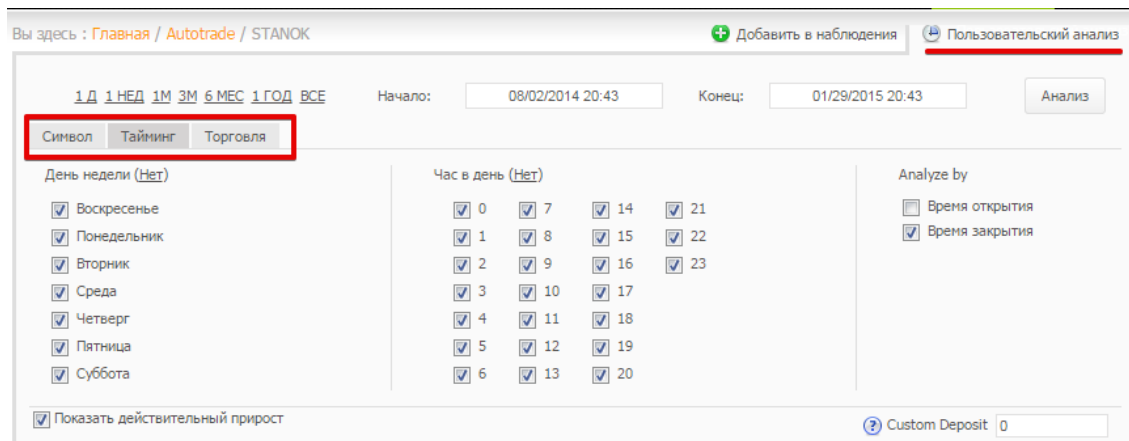 Вы здесь : Главная / Autotrade / STANOK Добавить в наблюдения Пользовательский анализ
1 Д 1 НЕД 1М 3М 6 МЕС 1 ГОД ВСЕ Начало: 08/02/2014 20:43 Конец: 01/29/2015 20:43 Анализ
Символ Тайминг Торговля
День недели (Нет) Час в день (Нет) Analyze by
Воскресенье 0 7 14 21 Время открытия
Понедельник 1 8 15 22 Время закрытия
Вторник 2 9 16 23
Среда 3 10 17
Четверг 4 11 18
Пятница 5 12 19
Суббота 6 13 20
Показать действительный прирост Custom Deposit 0